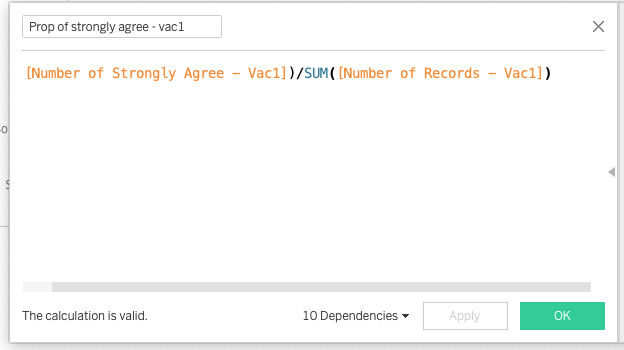 Prop of strongly agree - vac1
[Number of Strongly Agree - Vac1])/SUM([Number of Records - Vac1])
The calculation is valid.
10 Dependencies
Apply
OK